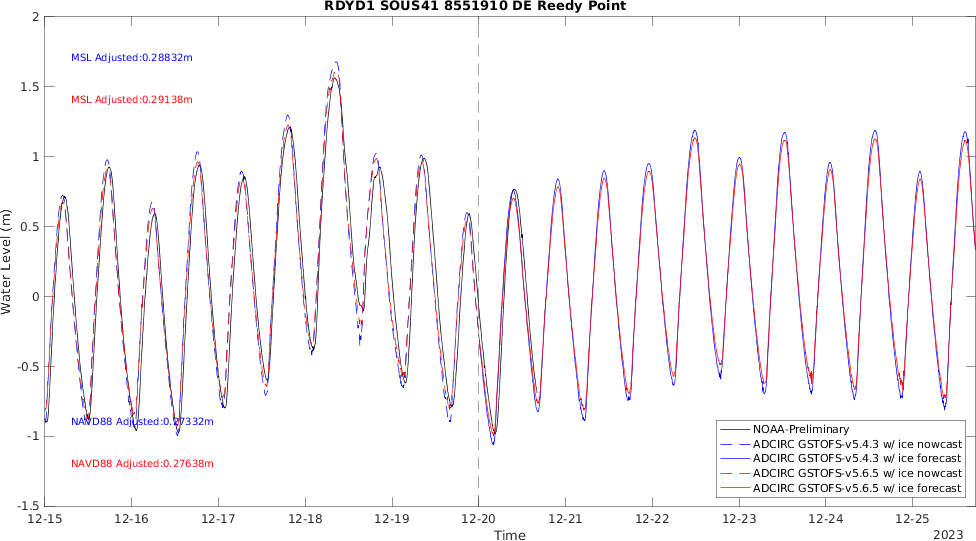 RDYD1 SOUS41 8551910 DE Reedy Point
2
1.5
1
0.5
0
-0.5
-1
-1.5
Water Level (m)
MSL Adjusted:0.28832m
MSL Adjusted:0.29138m
NAVD88 Adjusted:0.27332m
NAVD88 Adjusted:0.27638m
NOAA-Preliminary
ADCIRC GSTOFS-v5.4.3 w/ ice nowcast
ADCIRC GSTOFS-v5.4.3 w/ ice forecast
ADCIRC GSTOFS-v5.6.5 w/ ice nowcast
ADCIRC GSTOFS-v5.6.5 w/ ice forecast
12-15 12-16 12-17 12-18 12-19 12-20 12-21 12-22 12-23 12-24 12-25
Time
2023